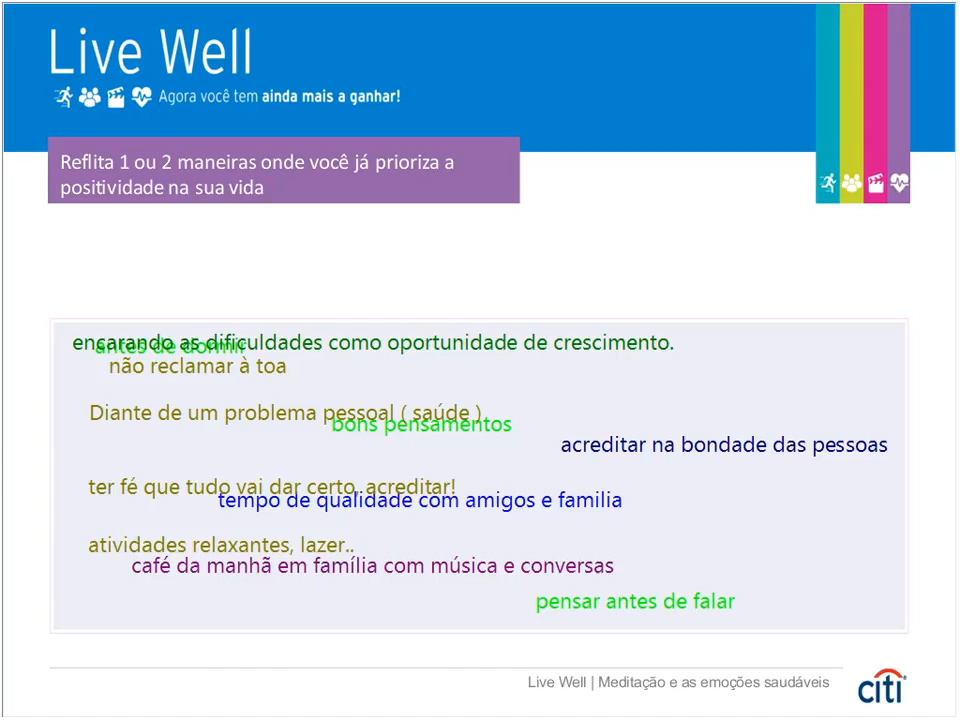 Live Well
Agora você tem ainda mais a ganhar!
Reflita 1 ou 2 maneiras onde você já prioriza a
positividade na sua vida
encarando as dificuldades como oportunidade de crescimento.
antes de dormir
não reclamar à toa
Diante de um problema pessoal ( saúde )
bons pensamentos
acreditar na bondade das pessoas
ter fé que tudo vai dar certo, acreditar!
tempo de qualidade com amigos e familia
atividades relaxantes, lazer..
café da manhã em família com música e conversas
pensar antes de falar
Live Well | Meditação e as emoções saudáveis
citi